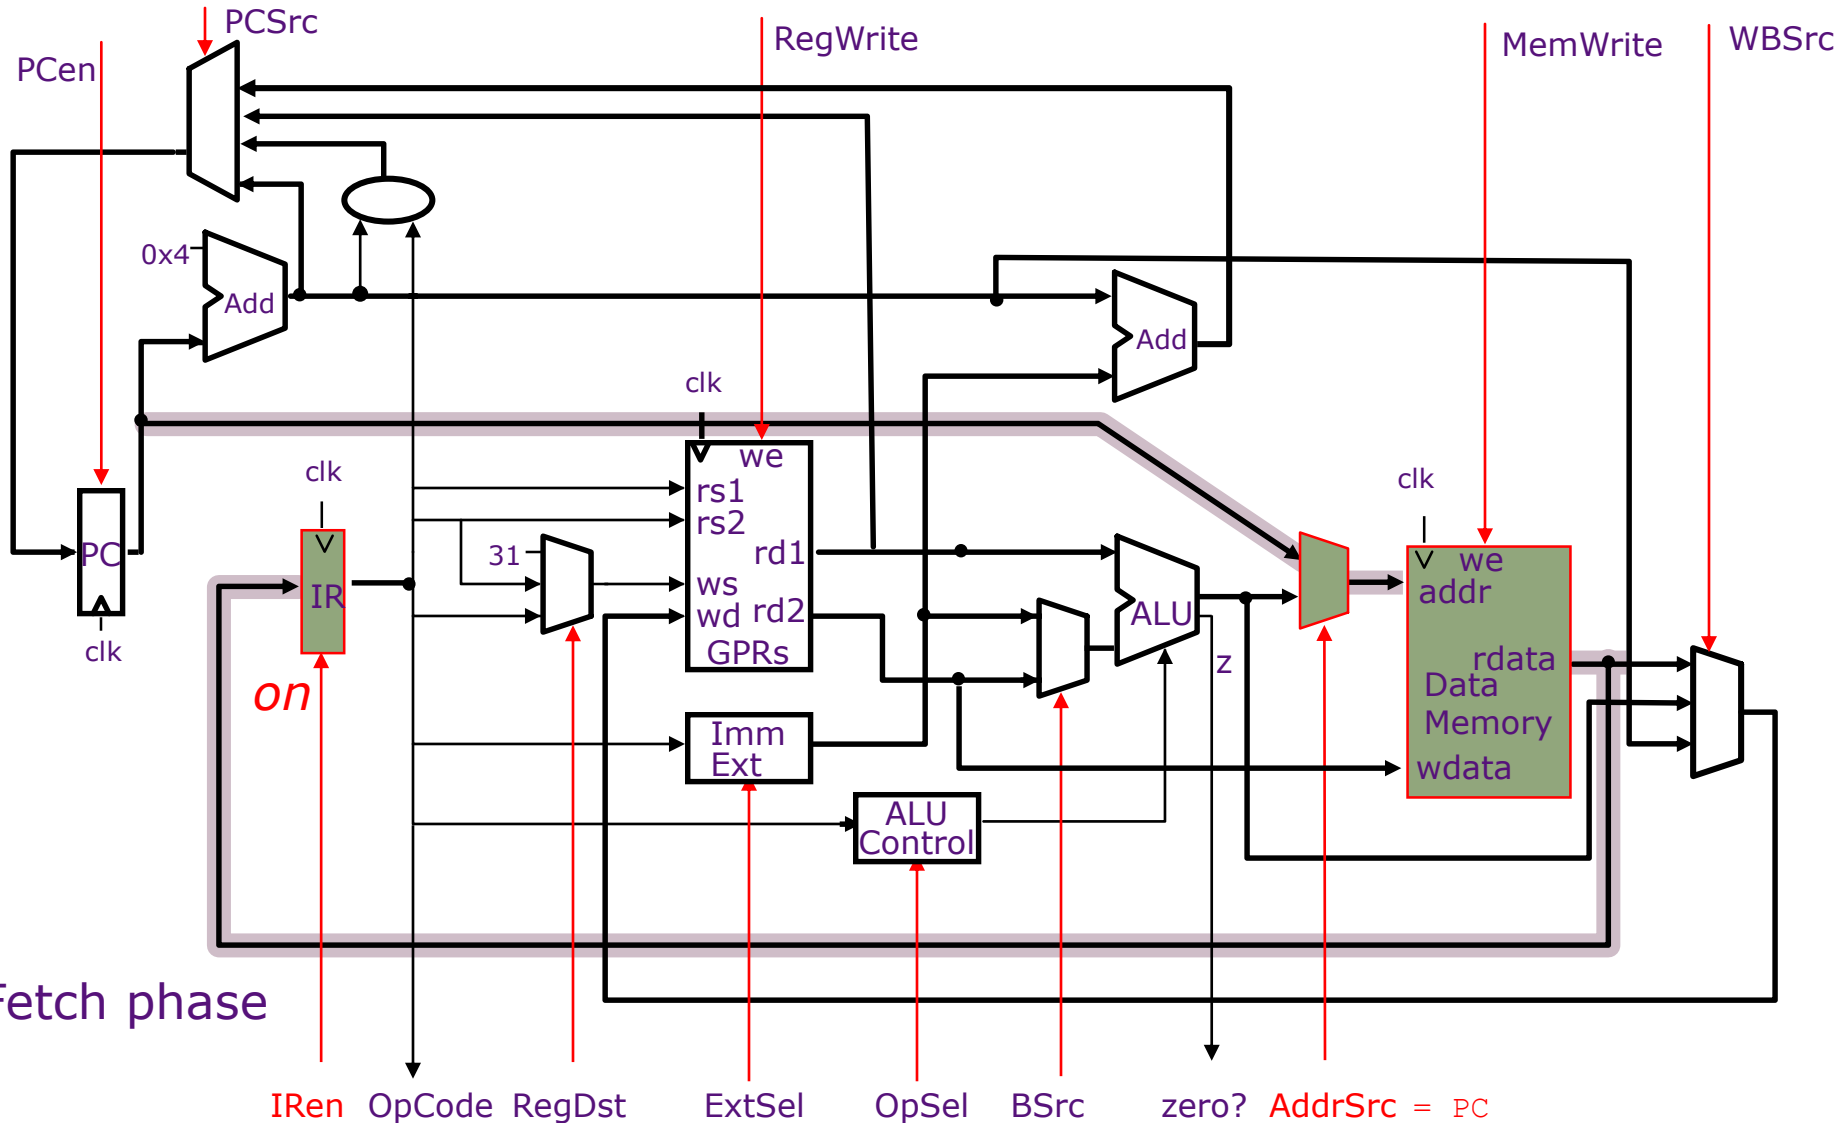 PCSrc
RegWrite
MemWrite
WBSrc
PCen
0x4
Add
Add
clk
we
clk
clk
rs1
rs2
we
PC
31
rd1
addr
IR
ws
ALU
wd
rd2
clk
GPRs
z
rdata
on
Data
Imm
Memory
Ext
wdata
ALU
Control
Fetch phase
IRen
OpCode
RegDst
ExtSel
OpSel
BSrc
zero?
AddrSrc = PC